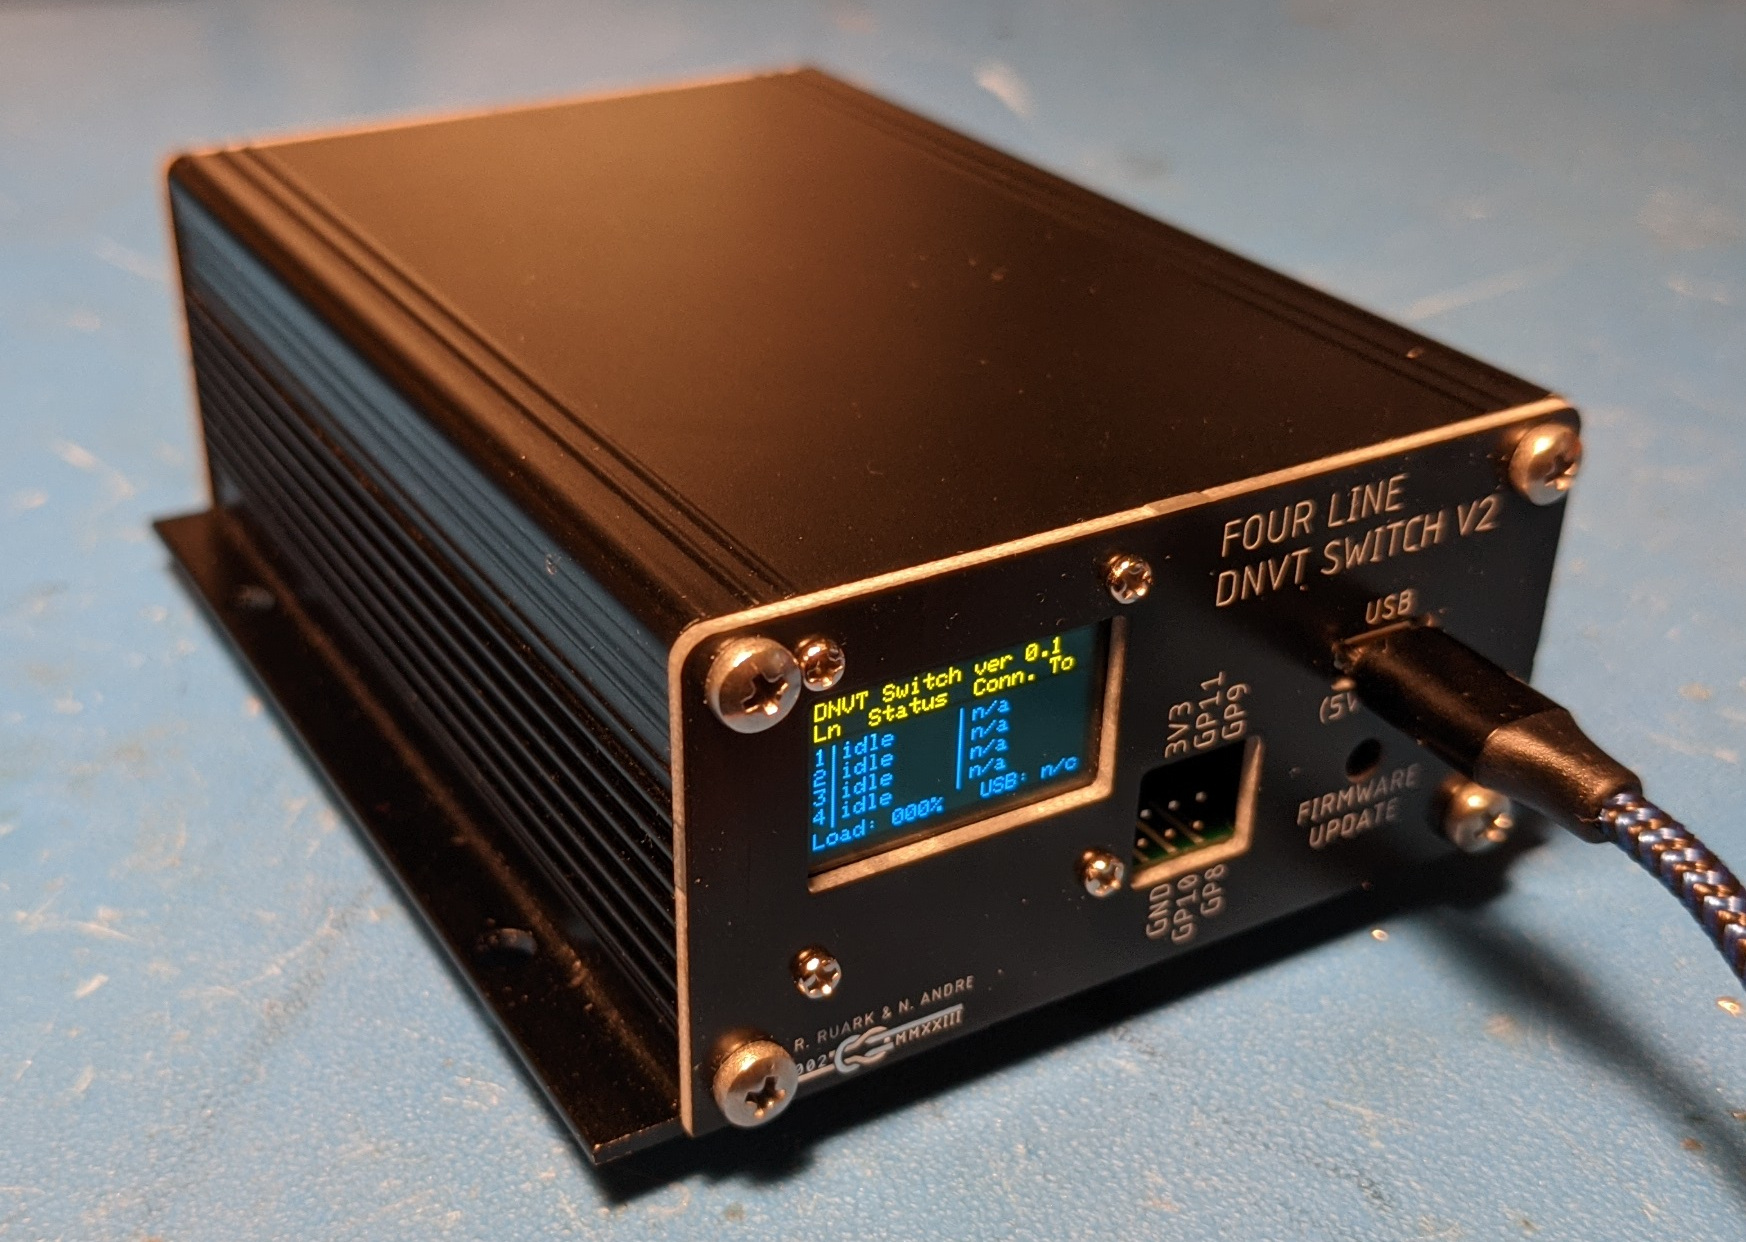 FOUR LINE
DNVT SWITCH V2
USB
(5V
DNVT Switch ver 0.1
Ln Status Conn. To
1 idle n/a
2 idle n/a
3 idle n/a
4 idle n/a
Load: 000% USB: n/c
3V3
GP11
GP9
GND
GP10
GP8
FIRMWARE
UPDATE
R. RUARK & N. ANDRE
MMXXIII